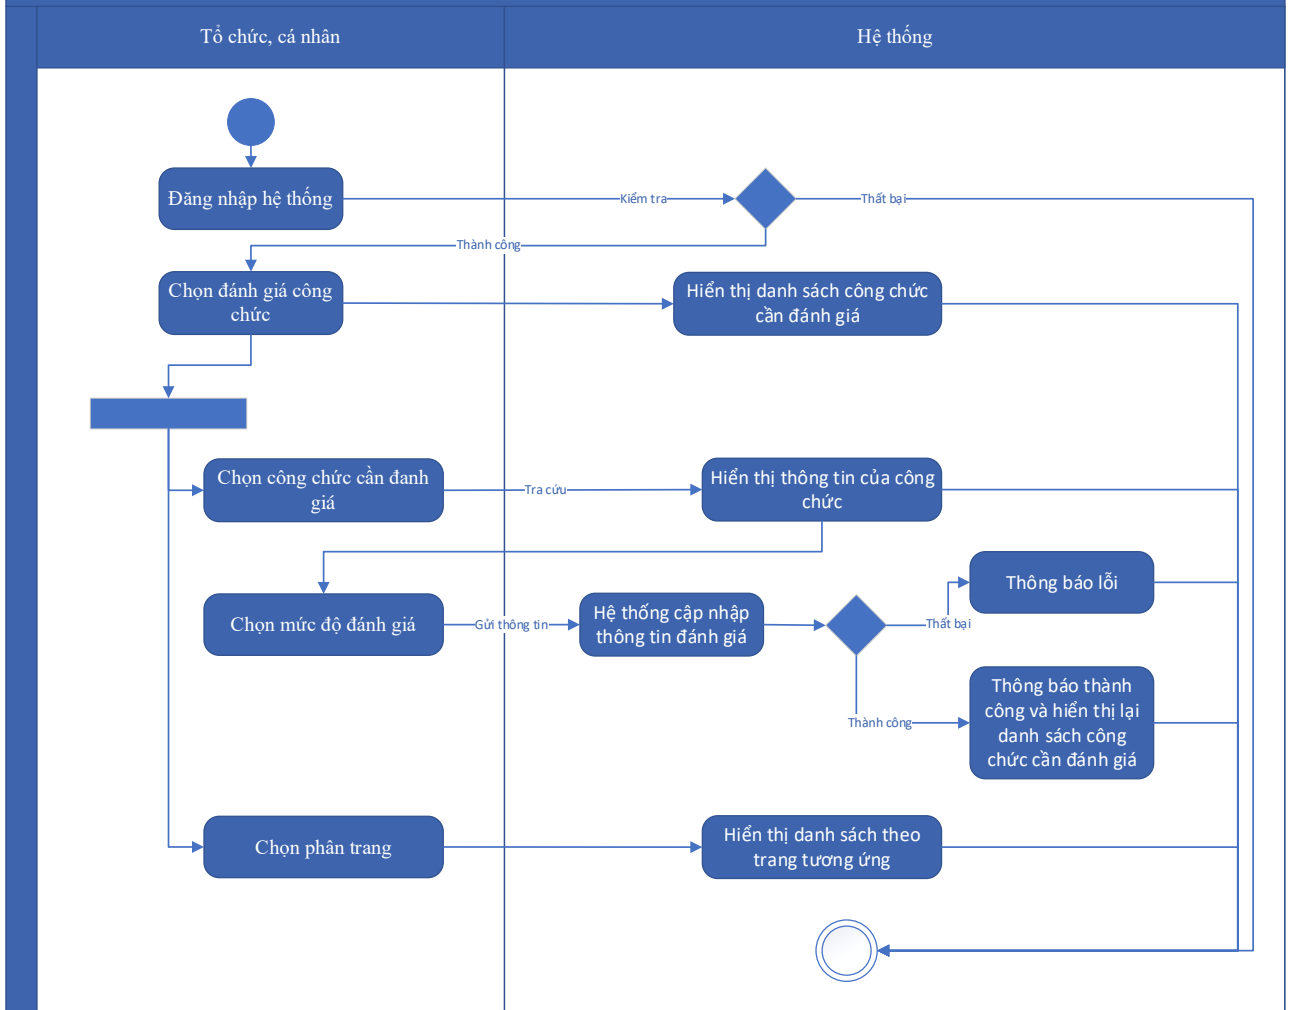 Tổ chức, cá nhân
Hệ thống
Đăng nhập hệ thống
Kiểm tra
Thất bại
Thành công
Chọn đánh giá công
chức
Hiển thị danh sách công chức
cần đánh giá
Chọn công chức cần đanh
giá
Tra cứu
Hiển thị thông tin của công
chức
Chọn mức độ đánh giá
Gửi thông tin
Hệ thống cập nhập
thông tin đánh giá
Thất bại
Thông báo lỗi
Thành công
Thông báo thành
công và hiển thị lại
danh sách công
chức cần đánh giá
Chọn phân trang
Hiển thị danh sách theo
trang tương ứng